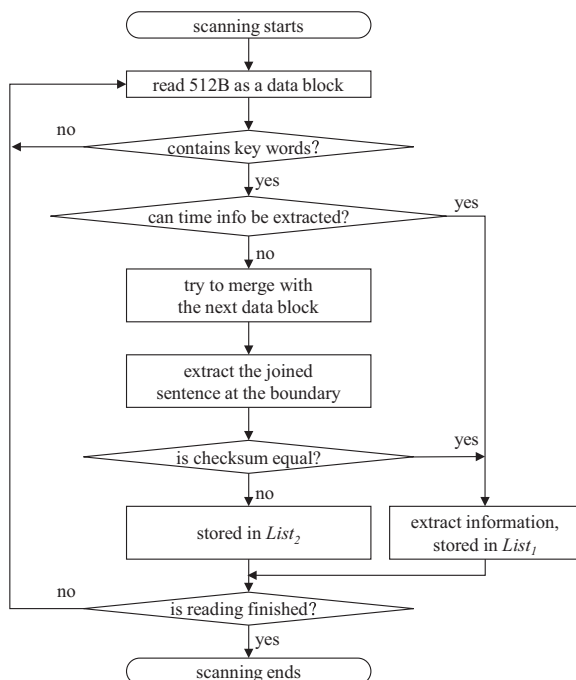 scanning starts
read 512B as a data block
no
contains key words?
yes
can time info be extracted?
yes
no
try to merge with
the next data block
extract the joined
sentence at the boundary
yes
is checksum equal?
no
stored in List₂
extract information,
stored in List₁
no
is reading finished?
yes
scanning ends